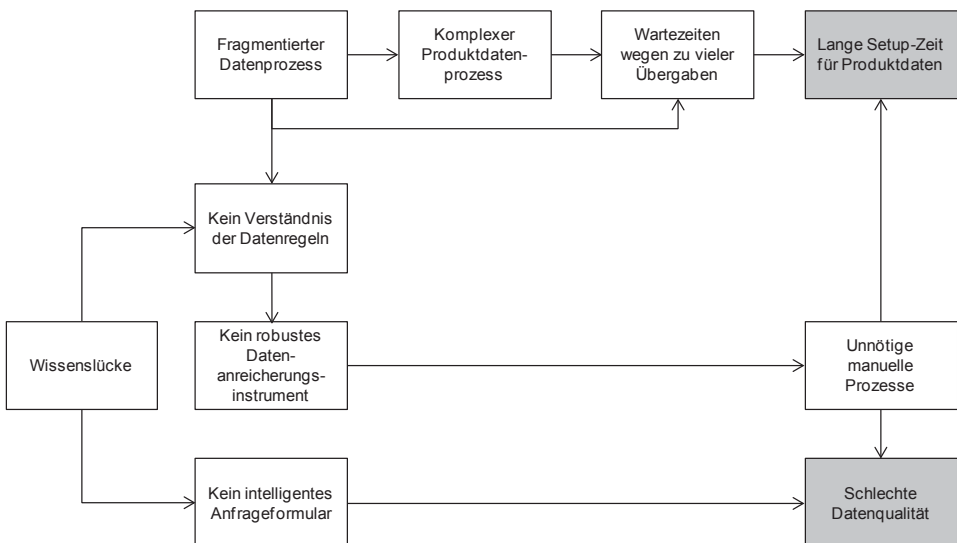 Fragmentierter
Datenprozess
Komplexer
Produktdaten-
prozess
Wartezeiten
wegen zu vieler
Übergaben
Lange Setup-Zeit
für Produktdaten
Kein Verständnis
der Datenregeln
Wissenslücke
Kein robustes
Daten-
anreicherungs-
instrument
Unnötige
manuelle
Prozesse
Kein intelligentes
Anfrageformular
Schlechte
Datenqualität